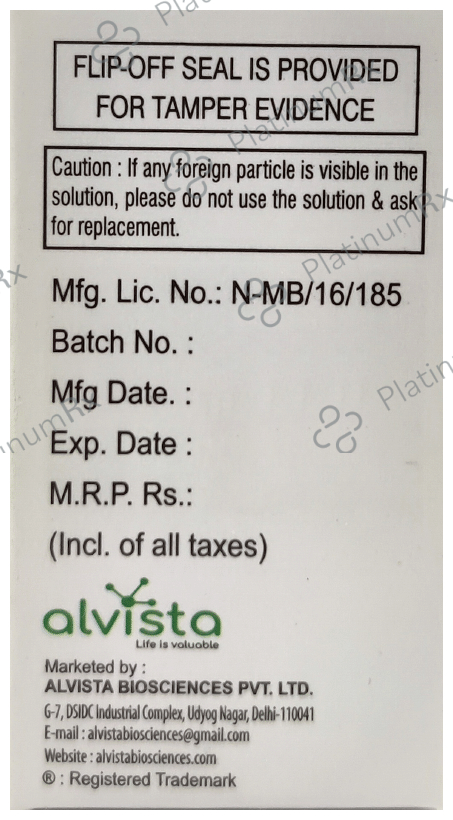 FLIP-OFF SEAL IS PROVIDED
FOR TAMPER EVIDENCE
Caution : If any foreign particle is visible in the
solution, please do not use the solution & ask
for replacement.
Mfg. Lic. No.: N-MB/16/185
Batch No. :
Mfg Date. :
Exp. Date :
M.R.P. Rs.:
(Incl. of all taxes)
alvista
Life is valuable
Marketed by :
ALVISTA BIOSCIENCES PVT. LTD.
G-7, DSIDC Industrial Complex, Udyog Nagar, Delhi-110041
E-mail : alvistabiosciences@gmail.com
Website : alvistabiosciences.com
® : Registered Trademark
PlatinumRx
PlatinumRx
PlatinumRx